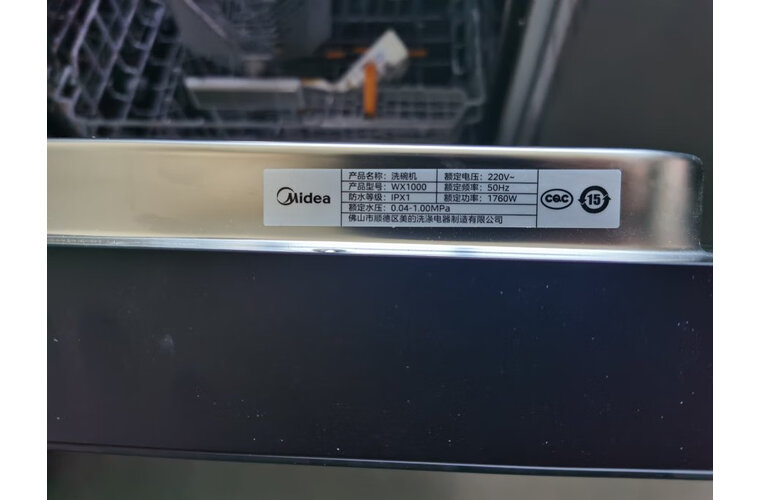 Midea
产品名称: 洗碗机 额定电压: 220V~
产品型号: WX1000 额定频率: 50Hz
防水等级: IPX1 额定功率: 1760W
额定水压: 0.04-1.00MPa
佛山市顺德区美的洗涤电器制造有限公司
CQC 15